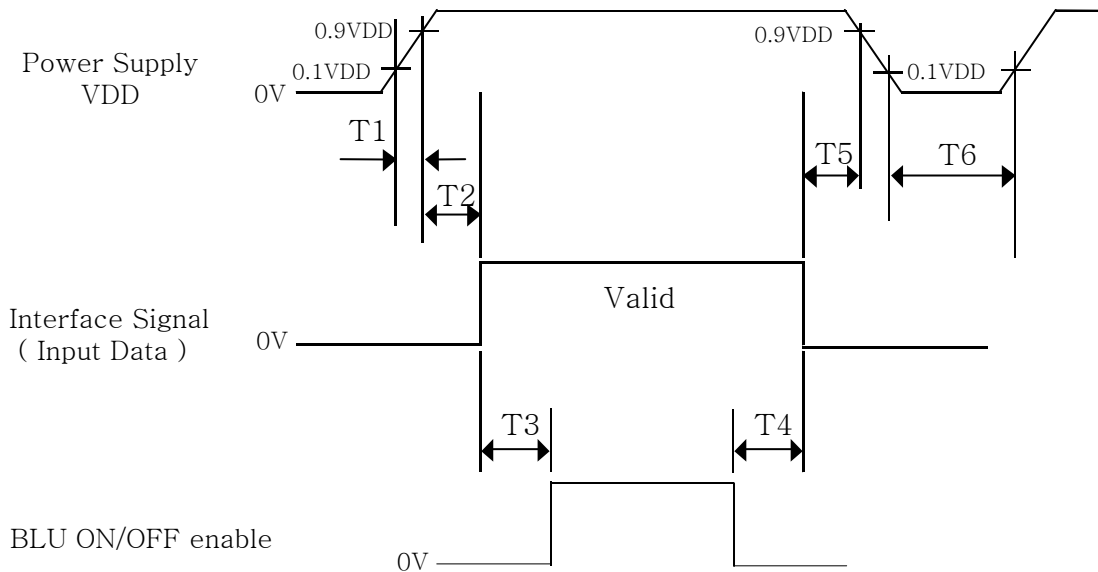 0.9VDD
0.9VDD
Power Supply
VDD
0.1VDD
0.1VDD
0V
T1
T5
T6
T2
Valid
Interface Signal
( Input Data )
0V
T3
T4
BLU ON/OFF enable
0V